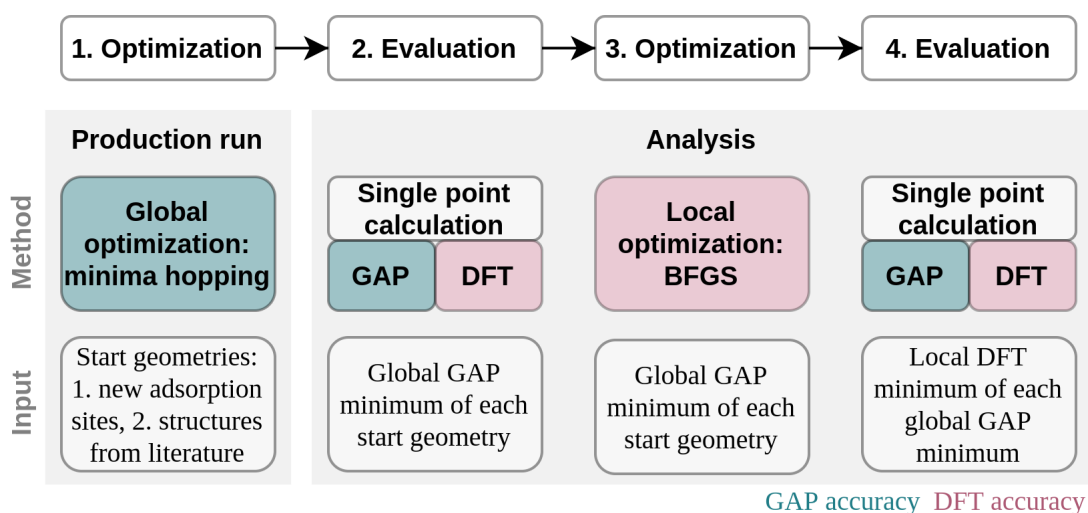 1. Optimization
2. Evaluation
3. Optimization
4. Evaluation
Production run
Analysis
Method
Global
optimization:
minima hopping
Single point
calculation
GAP
DFT
Local
optimization:
BFGS
Single point
calculation
GAP
DFT
Input
Start geometries:
1. new adsorption
sites, 2. structures
from literature
Global GAP
minimum of each
start geometry
Global GAP
minimum of each
start geometry
Local DFT
minimum of each
global GAP
minimum
GAP accuracy
DFT accuracy